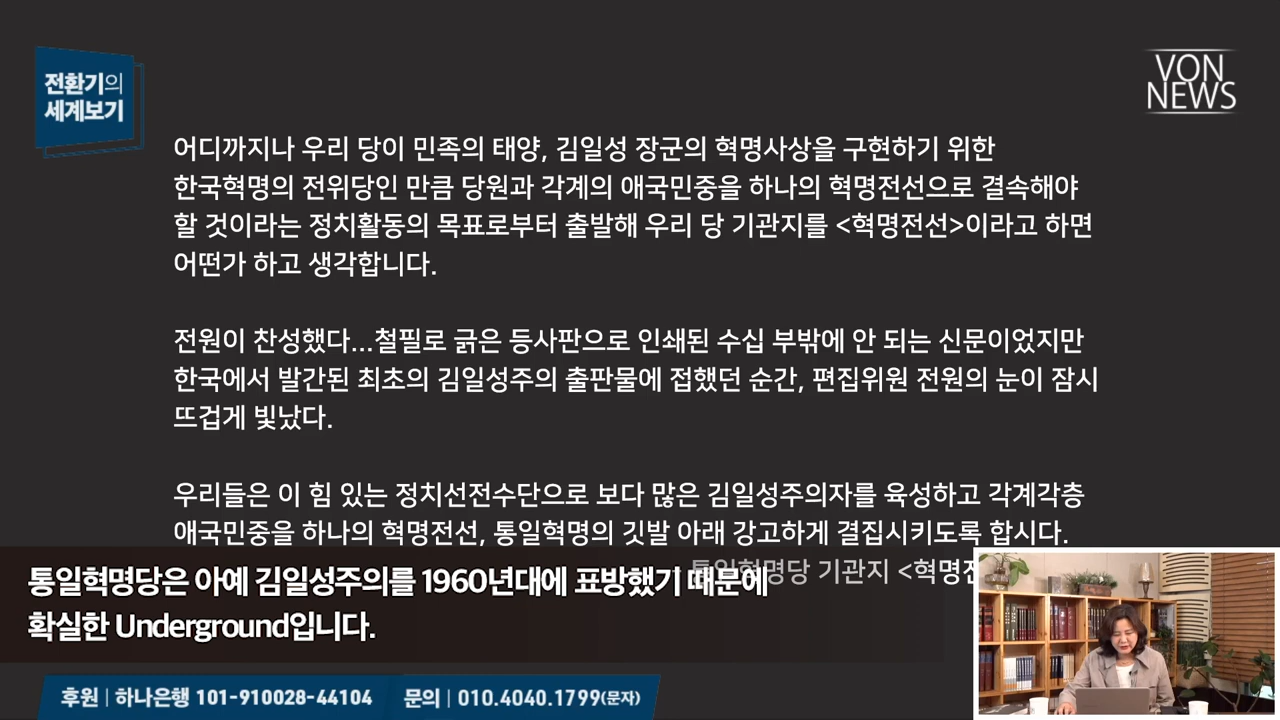 전환기의
세계보기
VON
NEWS
어디까지나 우리 당이 민족의 태양, 김일성 장군의 혁명사상을 구현하기 위한
한국혁명의 전위당인 만큼 당원과 각계의 애국민중을 하나의 혁명전선으로 결속해야
할 것이라는 정치활동의 목표로부터 출발해 우리 당 기관지를 <혁명전선>이라고 하면
어떤가 하고 생각합니다.
전원이 찬성했다...철필로 긁은 등사판으로 인쇄된 수십 부밖에 안 되는 신문이었지만
한국에서 발간된 최초의 김일성주의 출판물에 접했던 순간, 편집위원 전원의 눈이 잠시
뜨겁게 빛났다.
우리들은 이 힘 있는 정치선전수단으로 보다 많은 김일성주의자를 육성하고 각계각층
애국민중을 하나의 혁명전선, 통일혁명의 깃발 아래 강고하게 결집시키도록 합시다.
통일혁명당 기관지 <혁명전
통일혁명당은 아예 김일성주의를 1960년대에 표방했기 때문에
확실한 Underground입니다.
후원 | 하나은행 101-910028-44104 문의 | 010.4040.1799(문자)